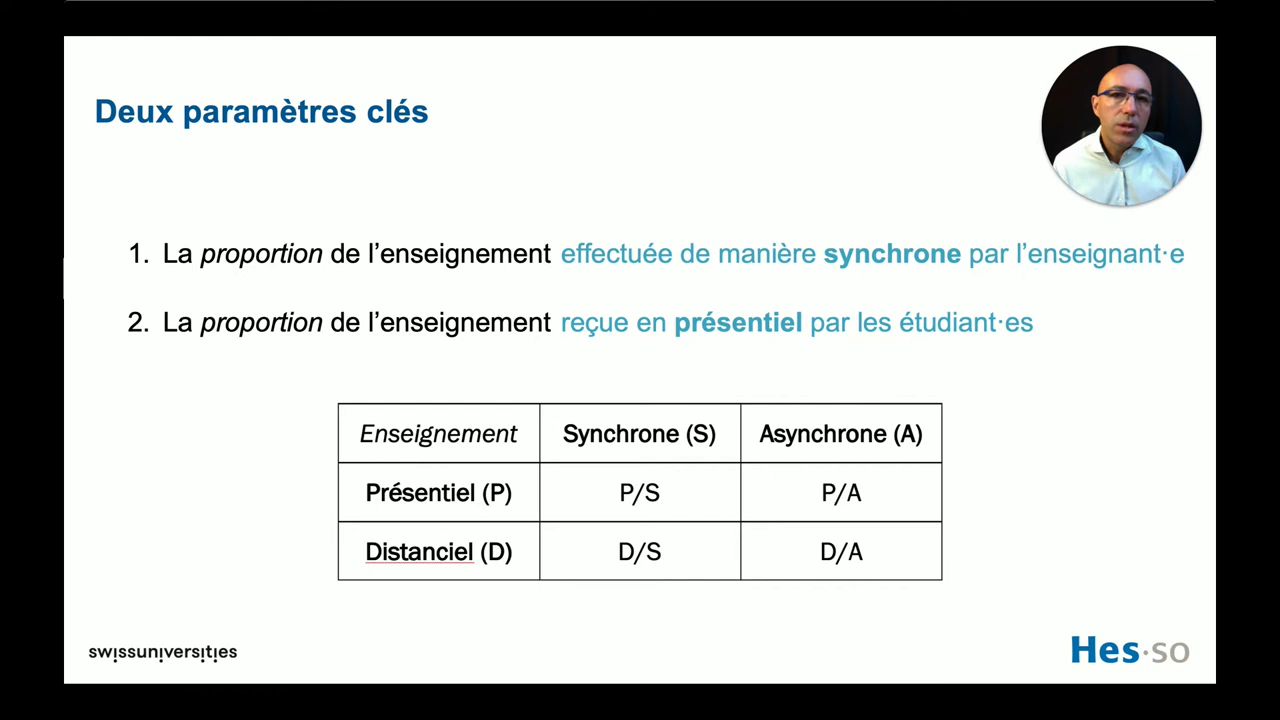 Deux paramètres clés
1. La proportion de l’enseignement effectuée de manière synchrone par l’enseignant·e
2. La proportion de l’enseignement reçue en présentiel par les étudiant·es
Enseignement Synchrone (S) Asynchrone (A)
Présentiel (P) P/S P/A
Distanciel (D) D/S D/A
swissuniversities Hes·so